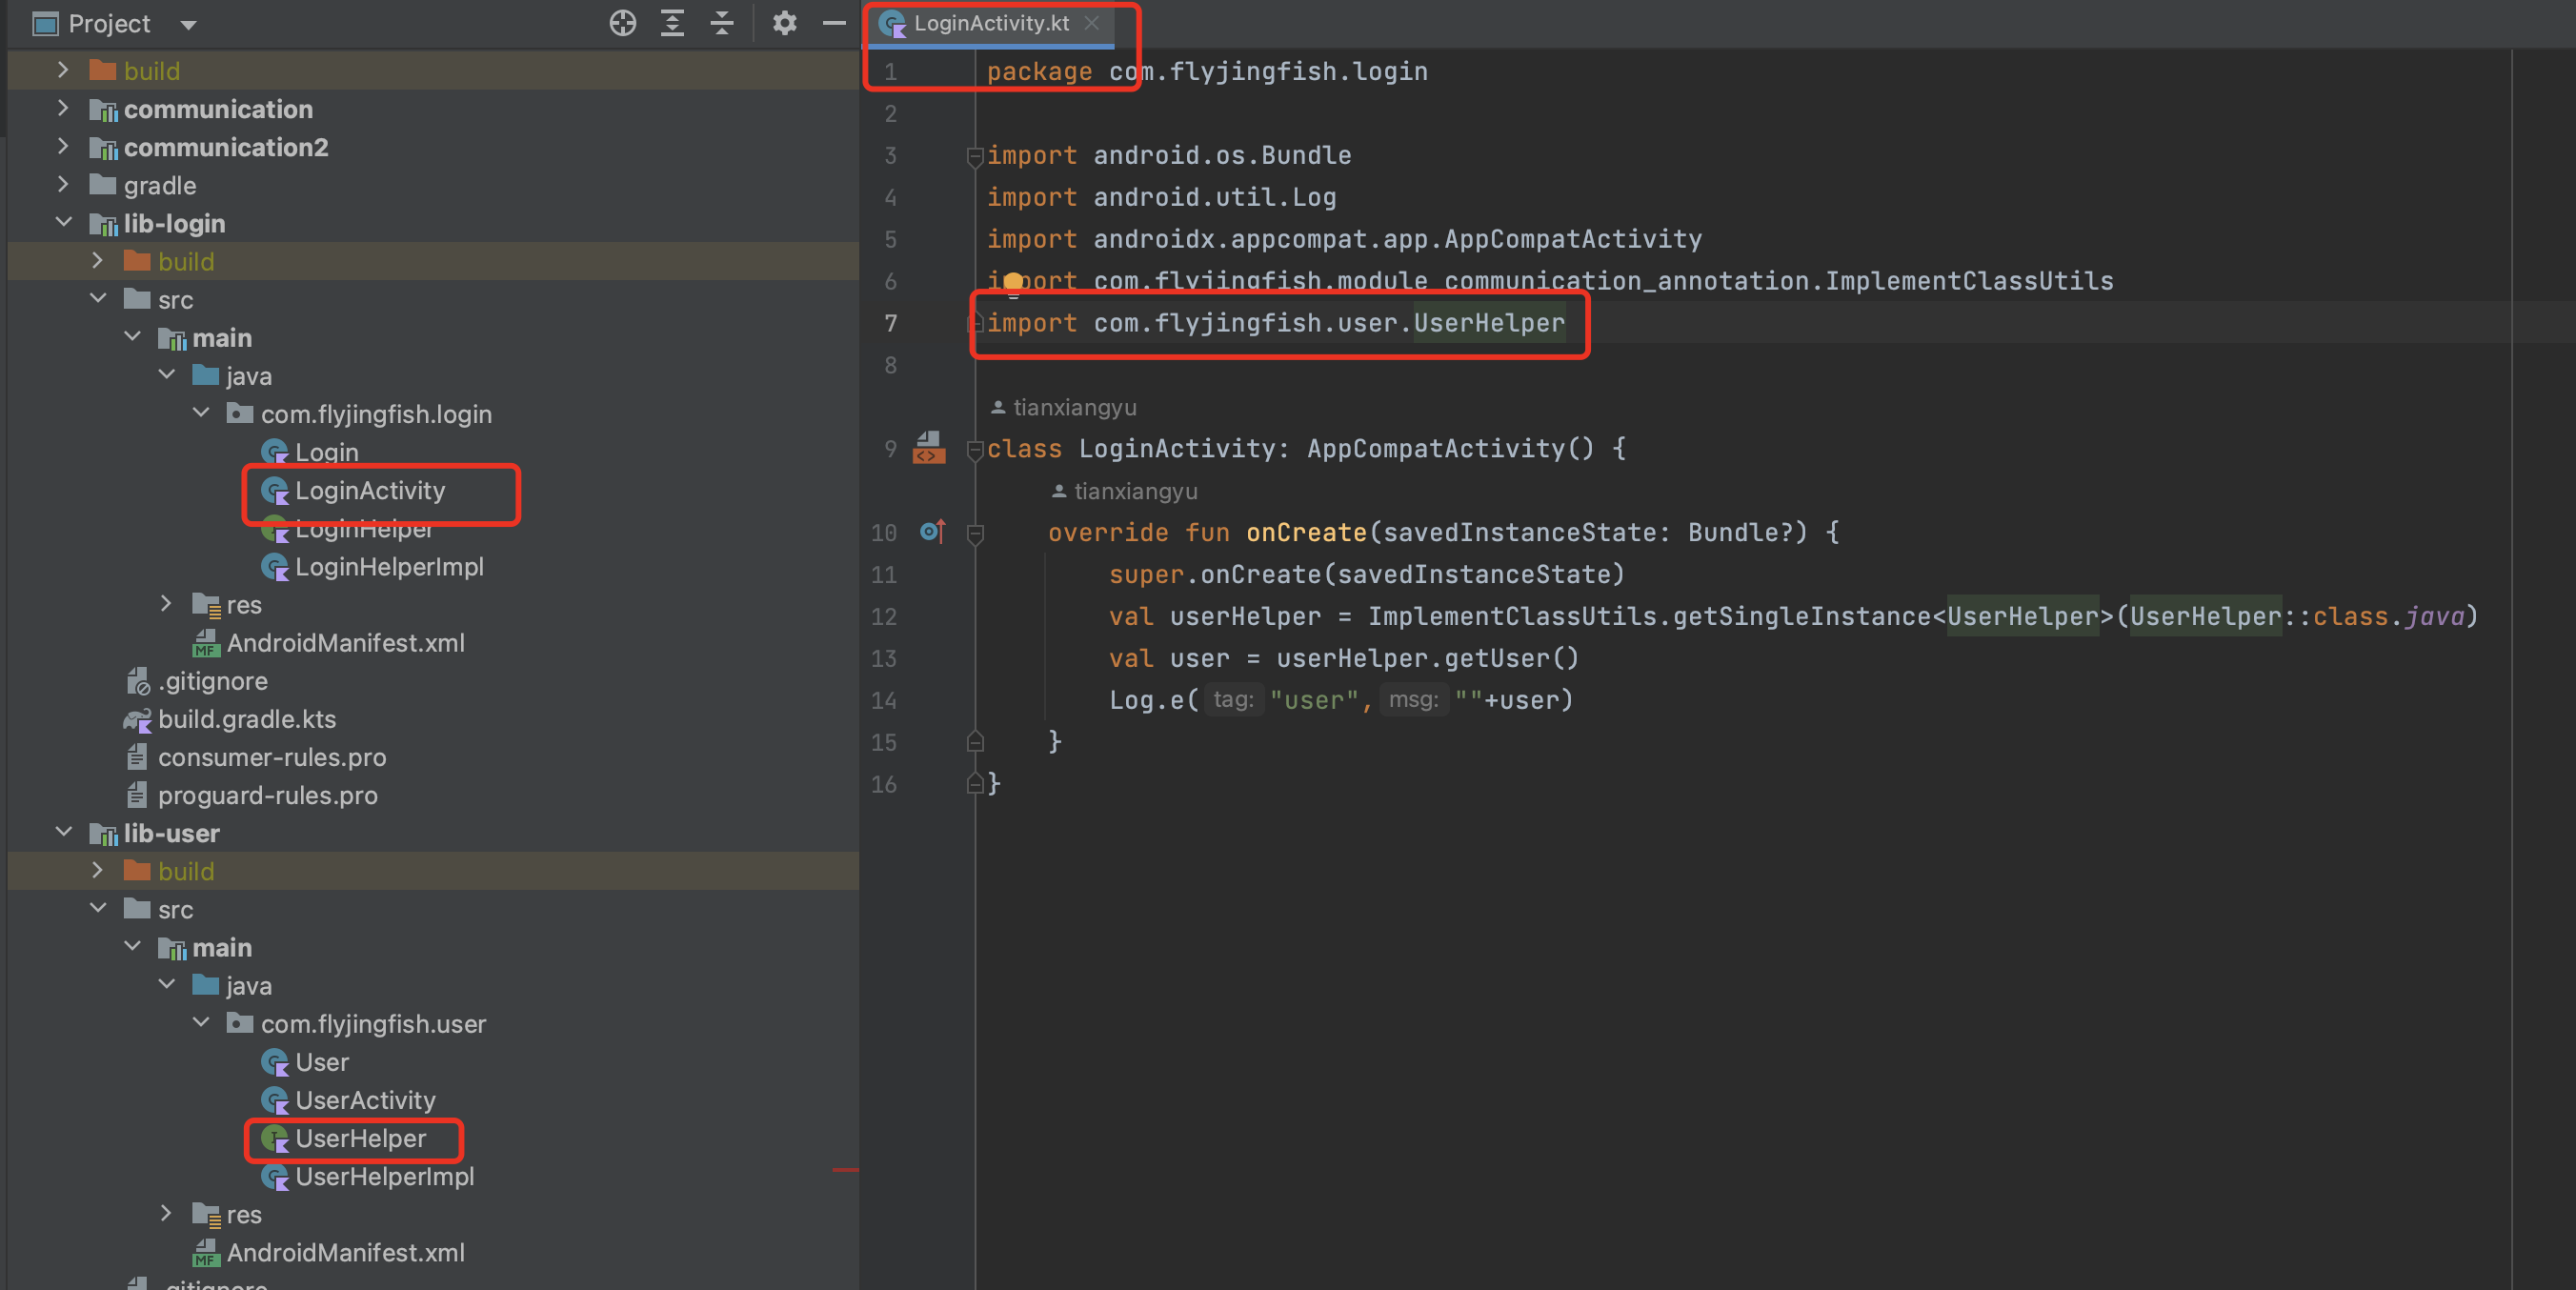 Project
build
communication
communication2
gradle
lib-login
build
src
main
java
com.flyjingfish.login
Login
LoginActivity
LoginHelper
LoginHelperImpl
res
AndroidManifest.xml
.gitignore
build.gradle.kts
consumer-rules.pro
proguard-rules.pro
lib-user
build
src
main
java
com.flyjingfish.user
User
UserActivity
UserHelper
UserHelperImpl
res
AndroidManifest.xml
.gitignore
LoginActivity.kt
1 package com.flyjingfish.login
2
3 import android.os.Bundle
4 import android.util.Log
5 import androidx.appcompat.app.AppCompatActivity
6 import com.flyjingfish.module_communication_annotation.ImplementClassUtils
7 import com.flyjingfish.user.UserHelper
8
tianxiangyu
9 class LoginActivity: AppCompatActivity() {
tianxiangyu
10 override fun onCreate(savedInstanceState: Bundle?) {
11 super.onCreate(savedInstanceState)
12 val userHelper = ImplementClassUtils.getSingleInstance<UserHelper>(UserHelper::class.java)
13 val user = userHelper.getUser()
14 Log.e( tag: "user", msg: ""+user)
15 }
16 }